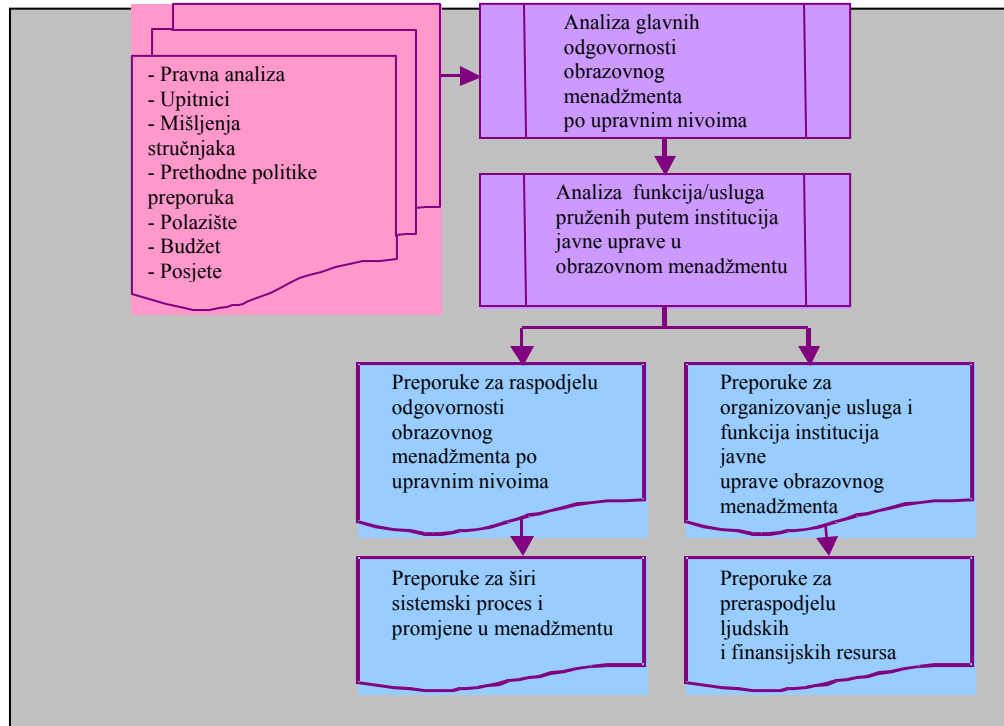 - Pravna analiza
- Upitnici
- Mišljenja
stručnjaka
- Prethodne politike
preporuka
- Polazište
- Budžet
- Posjete
Analiza glavnih
odgovornosti
obrazovnog
menadžmenta
po upravnim nivoima
Analiza funkcija/usluga
pruženih putem institucija
javne uprave u
obrazovnom menadžmentu
Preporuke za raspodjelu
odgovornosti
obrazovnog
menadžmenta po
upravnim nivoima
Preporuke za
organizovanje usluga i
funkcija institucija
javne
uprave obrazovnog
menadžmenta
Preporuke za širi
sistemski proces i
promjene u menadžmentu
Preporuke za
preraspodjelu
ljudskih
i finansijskih resursa